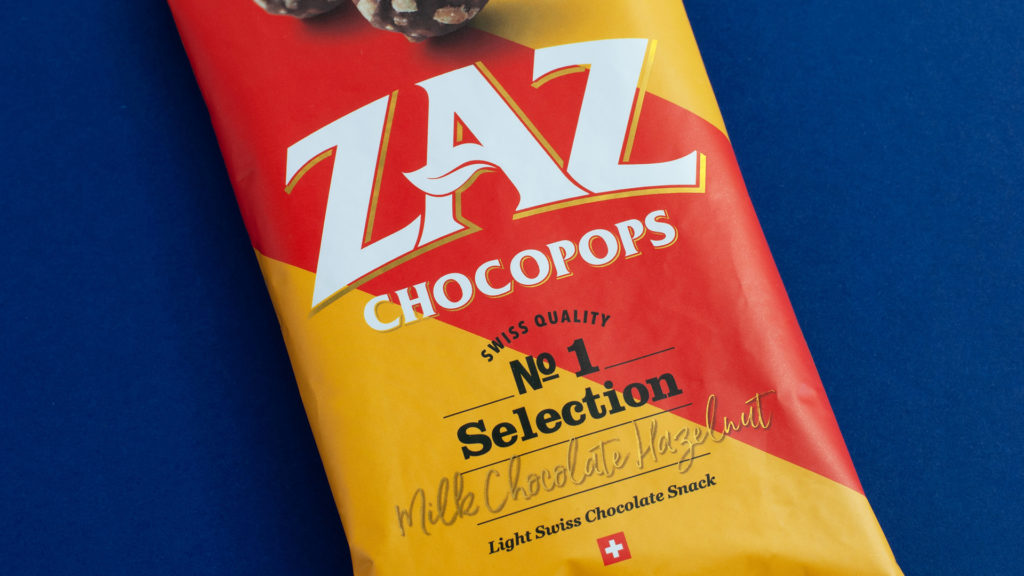 ZAZ
CHOCOPOPS
SWISS QUALITY
No 1
Selection
Milk Chocolate Hazelnut
Light Swiss Chocolate Snack